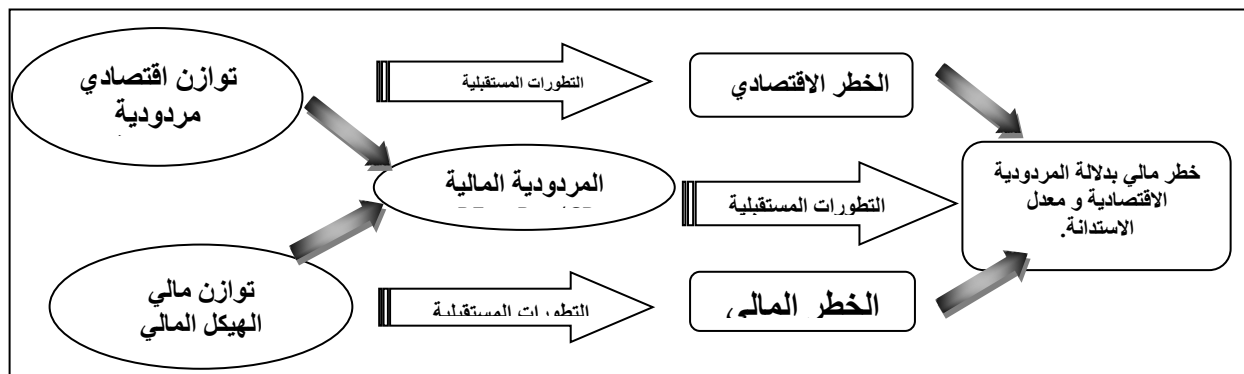 توازن اقتصادي
مردودية
التطورات المستقبلية
الخطر الاقتصادي
المردودية المالية
التطورات المستقبلية
خطر مالي بدلالة المردودية
الاقتصادية و معدل
الاستدانة.
توازن مالي
الهيكل المالي
التطورات المستقبلية
الخطر المالي